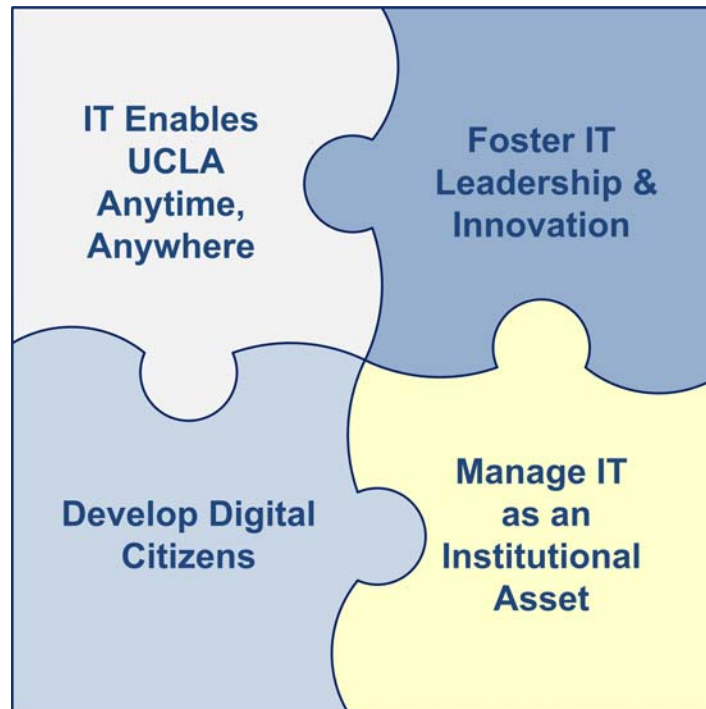 IT Enables
UCLA
Anytime,
Anywhere
Foster IT
Leadership &
Innovation
Develop Digital
Citizens
Manage IT
as an
Institutional
Asset